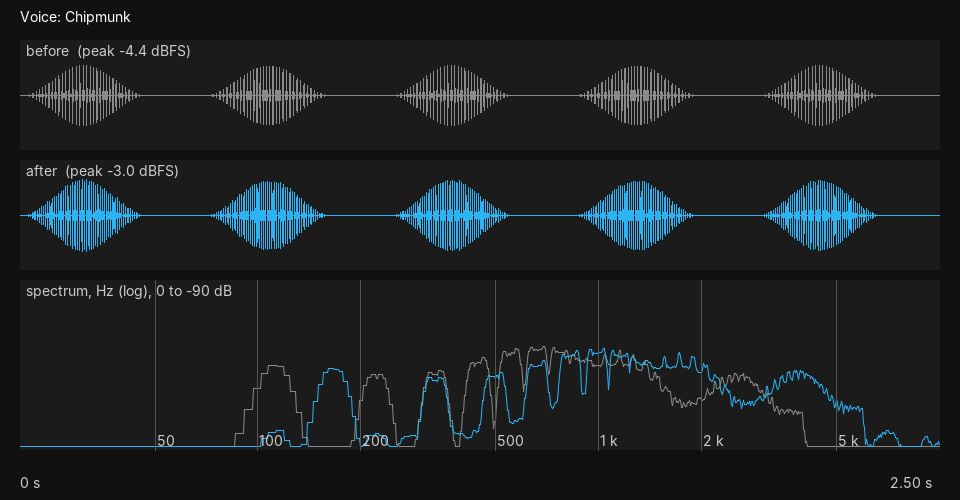 Voice: Chipmunk
before (peak -4.4 dBFS)
after (peak -3.0 dBFS)
spectrum, Hz (log), 0 to -90 dB
50 100 200 500 1 k 2 k 5 k
0 s 2.50 s